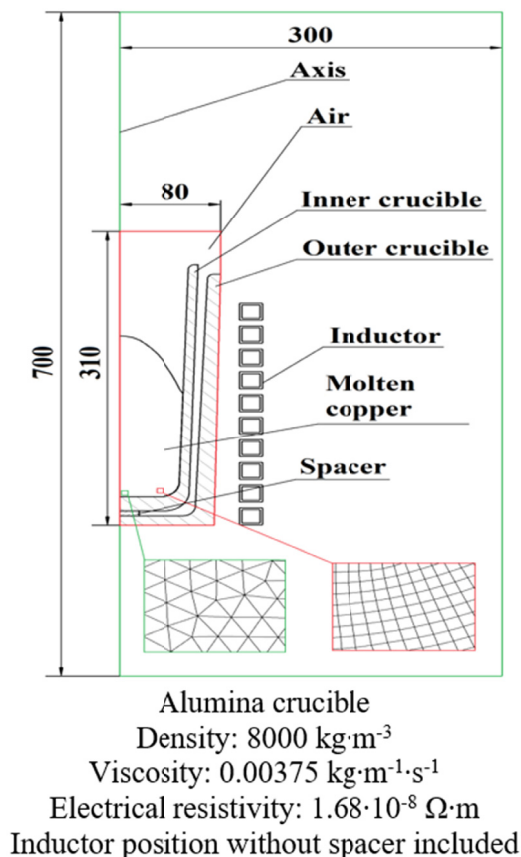 300
Axis
Air
80
Inner crucible
Outer crucible
700
310
Inductor
Molten
copper
Spacer
Alumina crucible
Density: 8000 kg·m⁻³
Viscosity: 0.00375 kg·m⁻¹·s⁻¹
Electrical resistivity: 1.68·10⁻⁸ Ω·m
Inductor position without spacer included